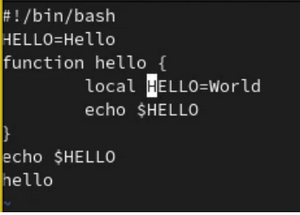 #!/bin/bash
HELLO=Hello
function hello {
        local HELLO=World
        echo $HELLO
}
echo $HELLO
hello
~